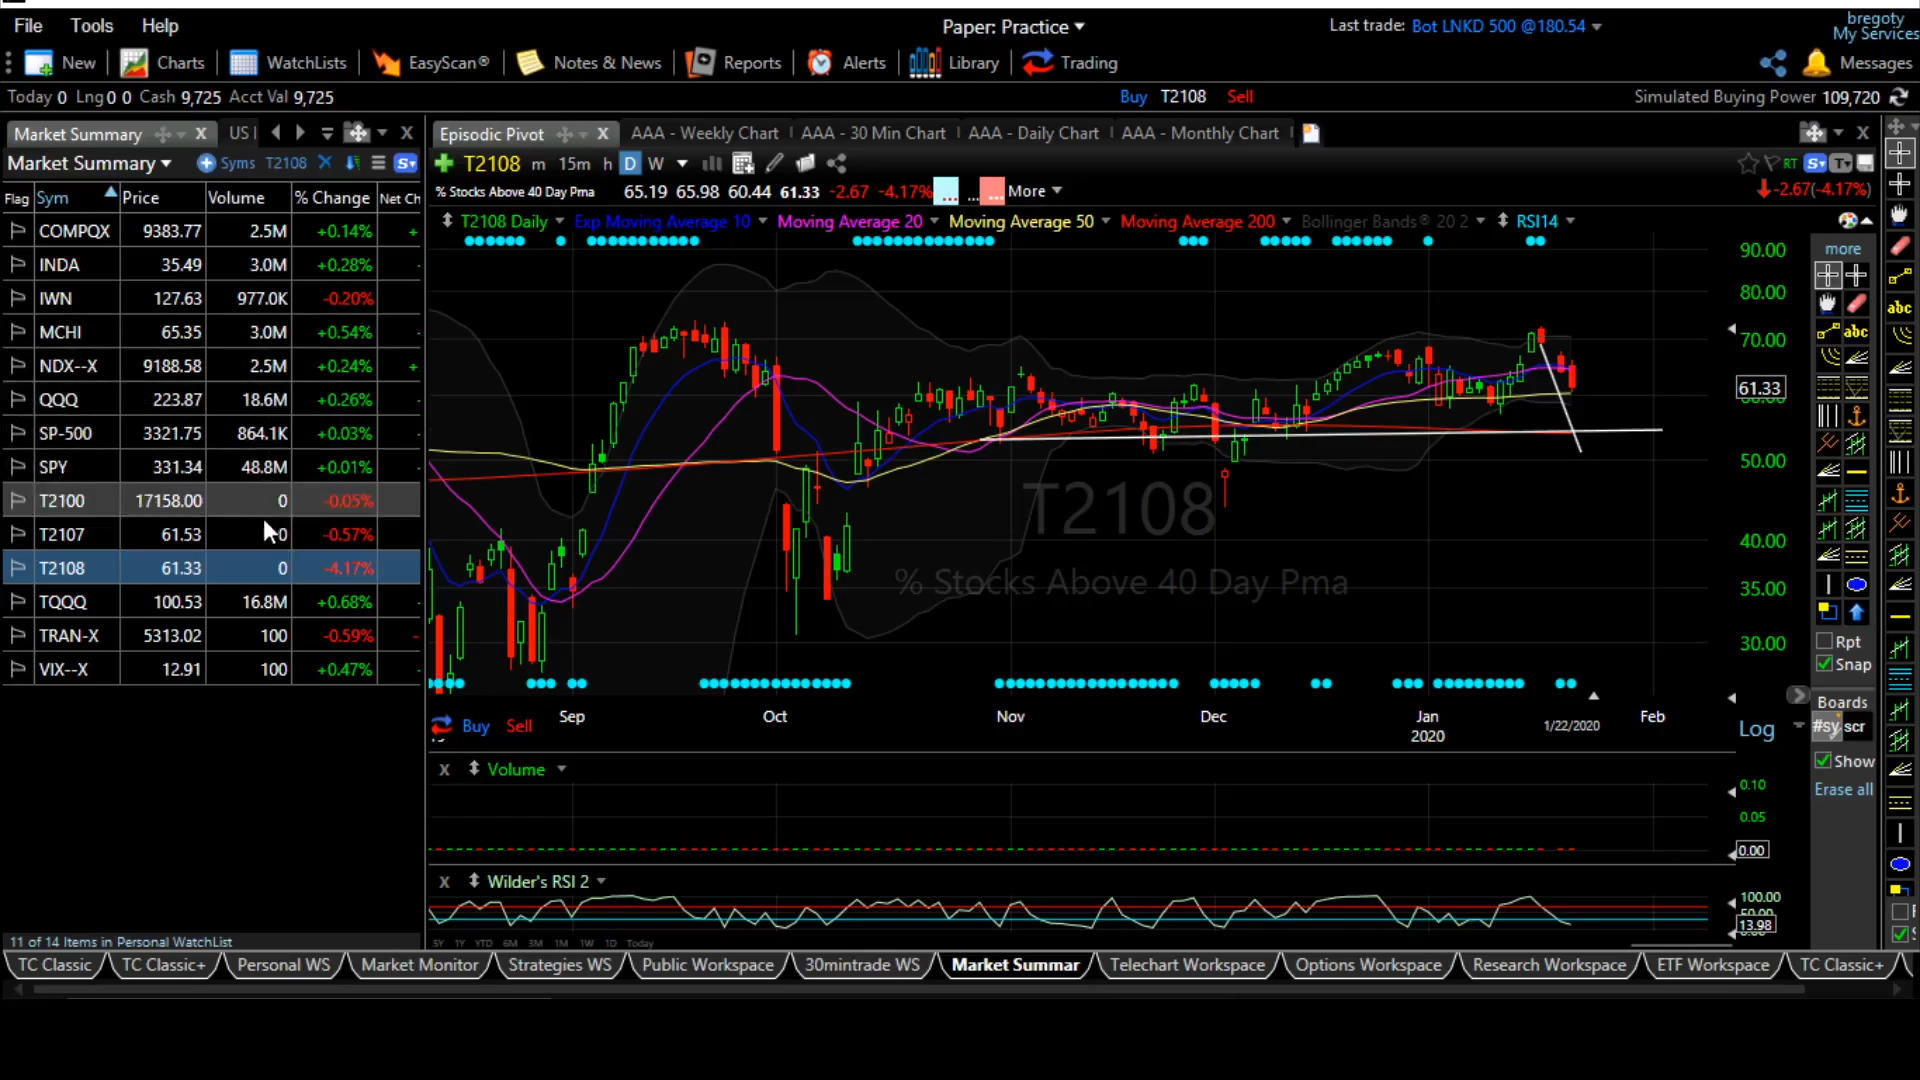 File Tools Help Paper: Practice Last trade: Bot LNKD 500 @180.54 bregoty
My Services
New Charts WatchLists EasyScan® Notes & News Reports Alerts Library Trading Messages
Today 0 Lng 0 0 Cash 9,725 Acct Val 9,725 Buy T2108 Sell Simulated Buying Power 109,720
Market Summary X US I X Episodic Pivot X AAA - Weekly Chart AAA - 30 Min Chart AAA - Daily Chart AAA - Monthly Chart X
Market Summary Syms T2108 T2108 m 15m h D W RT
Flag Sym Price Volume % Change Net Ch
% Stocks Above 40 Day Pma 65.19 65.98 60.44 61.33 -2.67 -4.17% ... ... ... More -2.67(-4.17%)
T2108 Daily Exp Moving Average 10 Moving Average 20 Moving Average 50 Moving Average 200 Bollinger Bands® 20 2 RSI14
COMPQX 9383.77 2.5M +0.14% +
INDA 35.49 3.0M +0.28% -
IWN 127.63 977.0K -0.20%
MCHI 65.35 3.0M +0.54% -
NDX--X 9188.58 2.5M +0.24% +
QQQ 223.87 18.6M +0.26% -
SP-500 3321.75 864.1K +0.03% -
SPY 331.34 48.8M +0.01% -
T2100 17158.00 0 -0.05%
T2107 61.53 0 -0.57%
T2108 61.33 0 -4.17%
TQQQ 100.53 16.8M +0.68% -
TRAN-X 5313.02 100 -0.59% -
VIX--X 12.91 100 +0.47% -
90.00
80.00
70.00
61.33
50.00
40.00
35.00
30.00
T2108
% Stocks Above 40 Day Pma
more
abc
abc
Rpt
Snap
Boards
#sy scr
Show
Erase all
Buy Sell Sep Oct Nov Dec Jan 1/22/2020 Feb
2020
Log
X Volume
0.10
0.05
0.00
X Wilder's RSI 2
100.00
13.98
5Y 1Y YTD 6M 3M 1M 1W 1D Today
11 of 14 Items in Personal WatchList
TC Classic TC Classic+ Personal WS Market Monitor Strategies WS Public Workspace 30mintrade WS Market Summar Telechart Workspace Options Workspace Research Workspace ETF Workspace TC Classic+